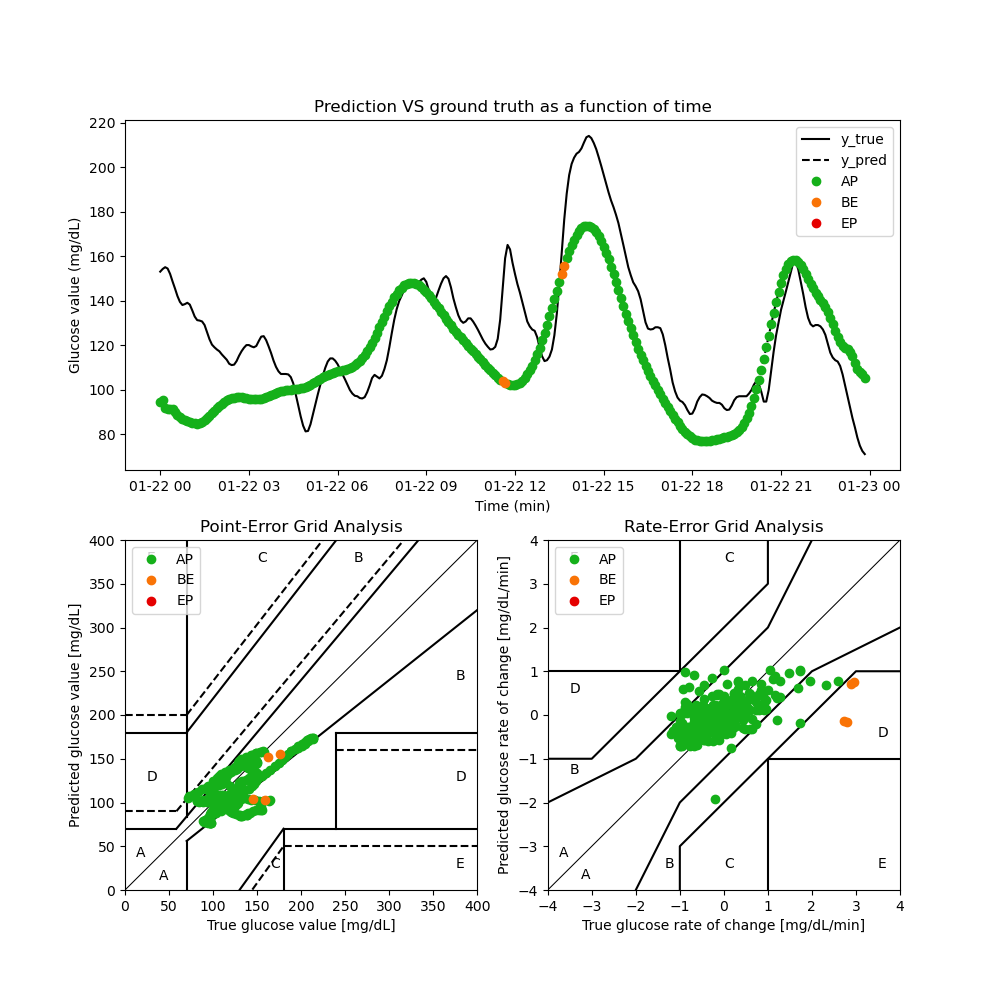 Prediction VS ground truth as a function of time
Glucose value (mg/dL)
220
200
180
160
140
120
100
80
y_true
y_pred
AP
BE
EP
01-22 00 01-22 03 01-22 06 01-22 09 01-22 12 01-22 15 01-22 18 01-22 21 01-23 00
Time (min)
Point-Error Grid Analysis
Predicted glucose value [mg/dL]
400
350
300
250
200
150
100
50
0
AP
BE
EP
C
B
B
D
D
A
A
C
E
0 50 100 150 200 250 300 350 400
True glucose value [mg/dL]
Rate-Error Grid Analysis
Predicted glucose rate of change [mg/dL/min]
4
3
2
1
0
−1
−2
−3
−4
AP
BE
EP
C
D
D
B
A
A
B
C
E
−4 −3 −2 −1 0 1 2 3 4
True glucose rate of change [mg/dL/min]